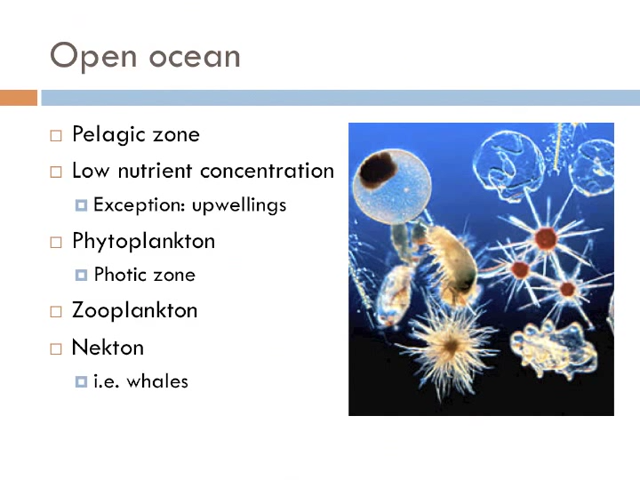 Open ocean
Pelagic zone
Low nutrient concentration
Exception: upwellings
Phytoplankton
Photic zone
Zooplankton
Nekton
i.e. whales